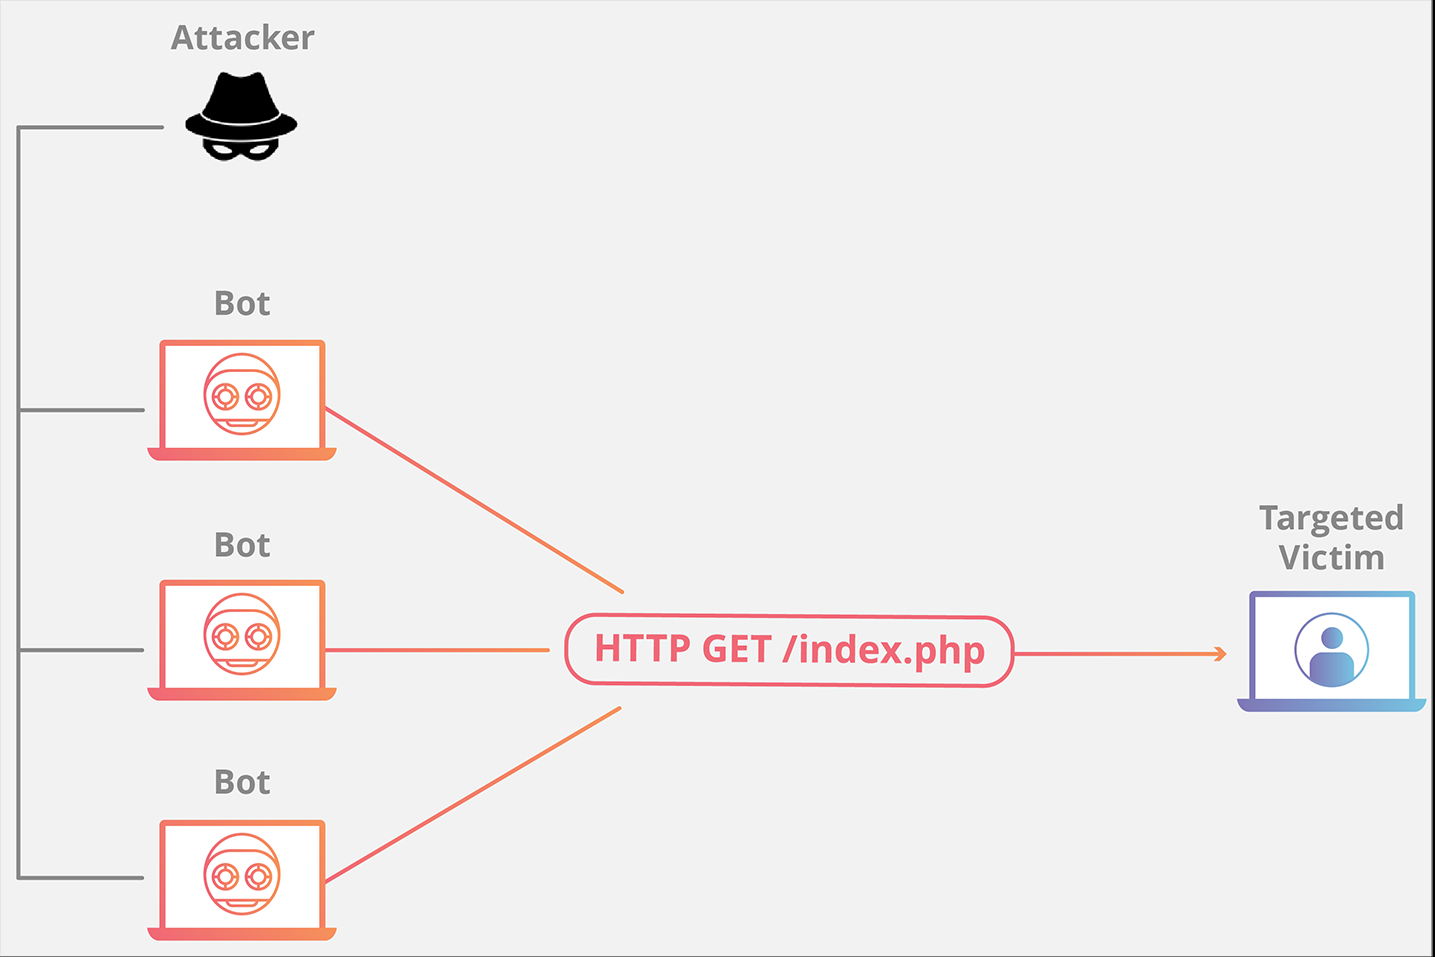 Attacker
Bot
Bot
HTTP GET /index.php
Targeted
Victim
Bot